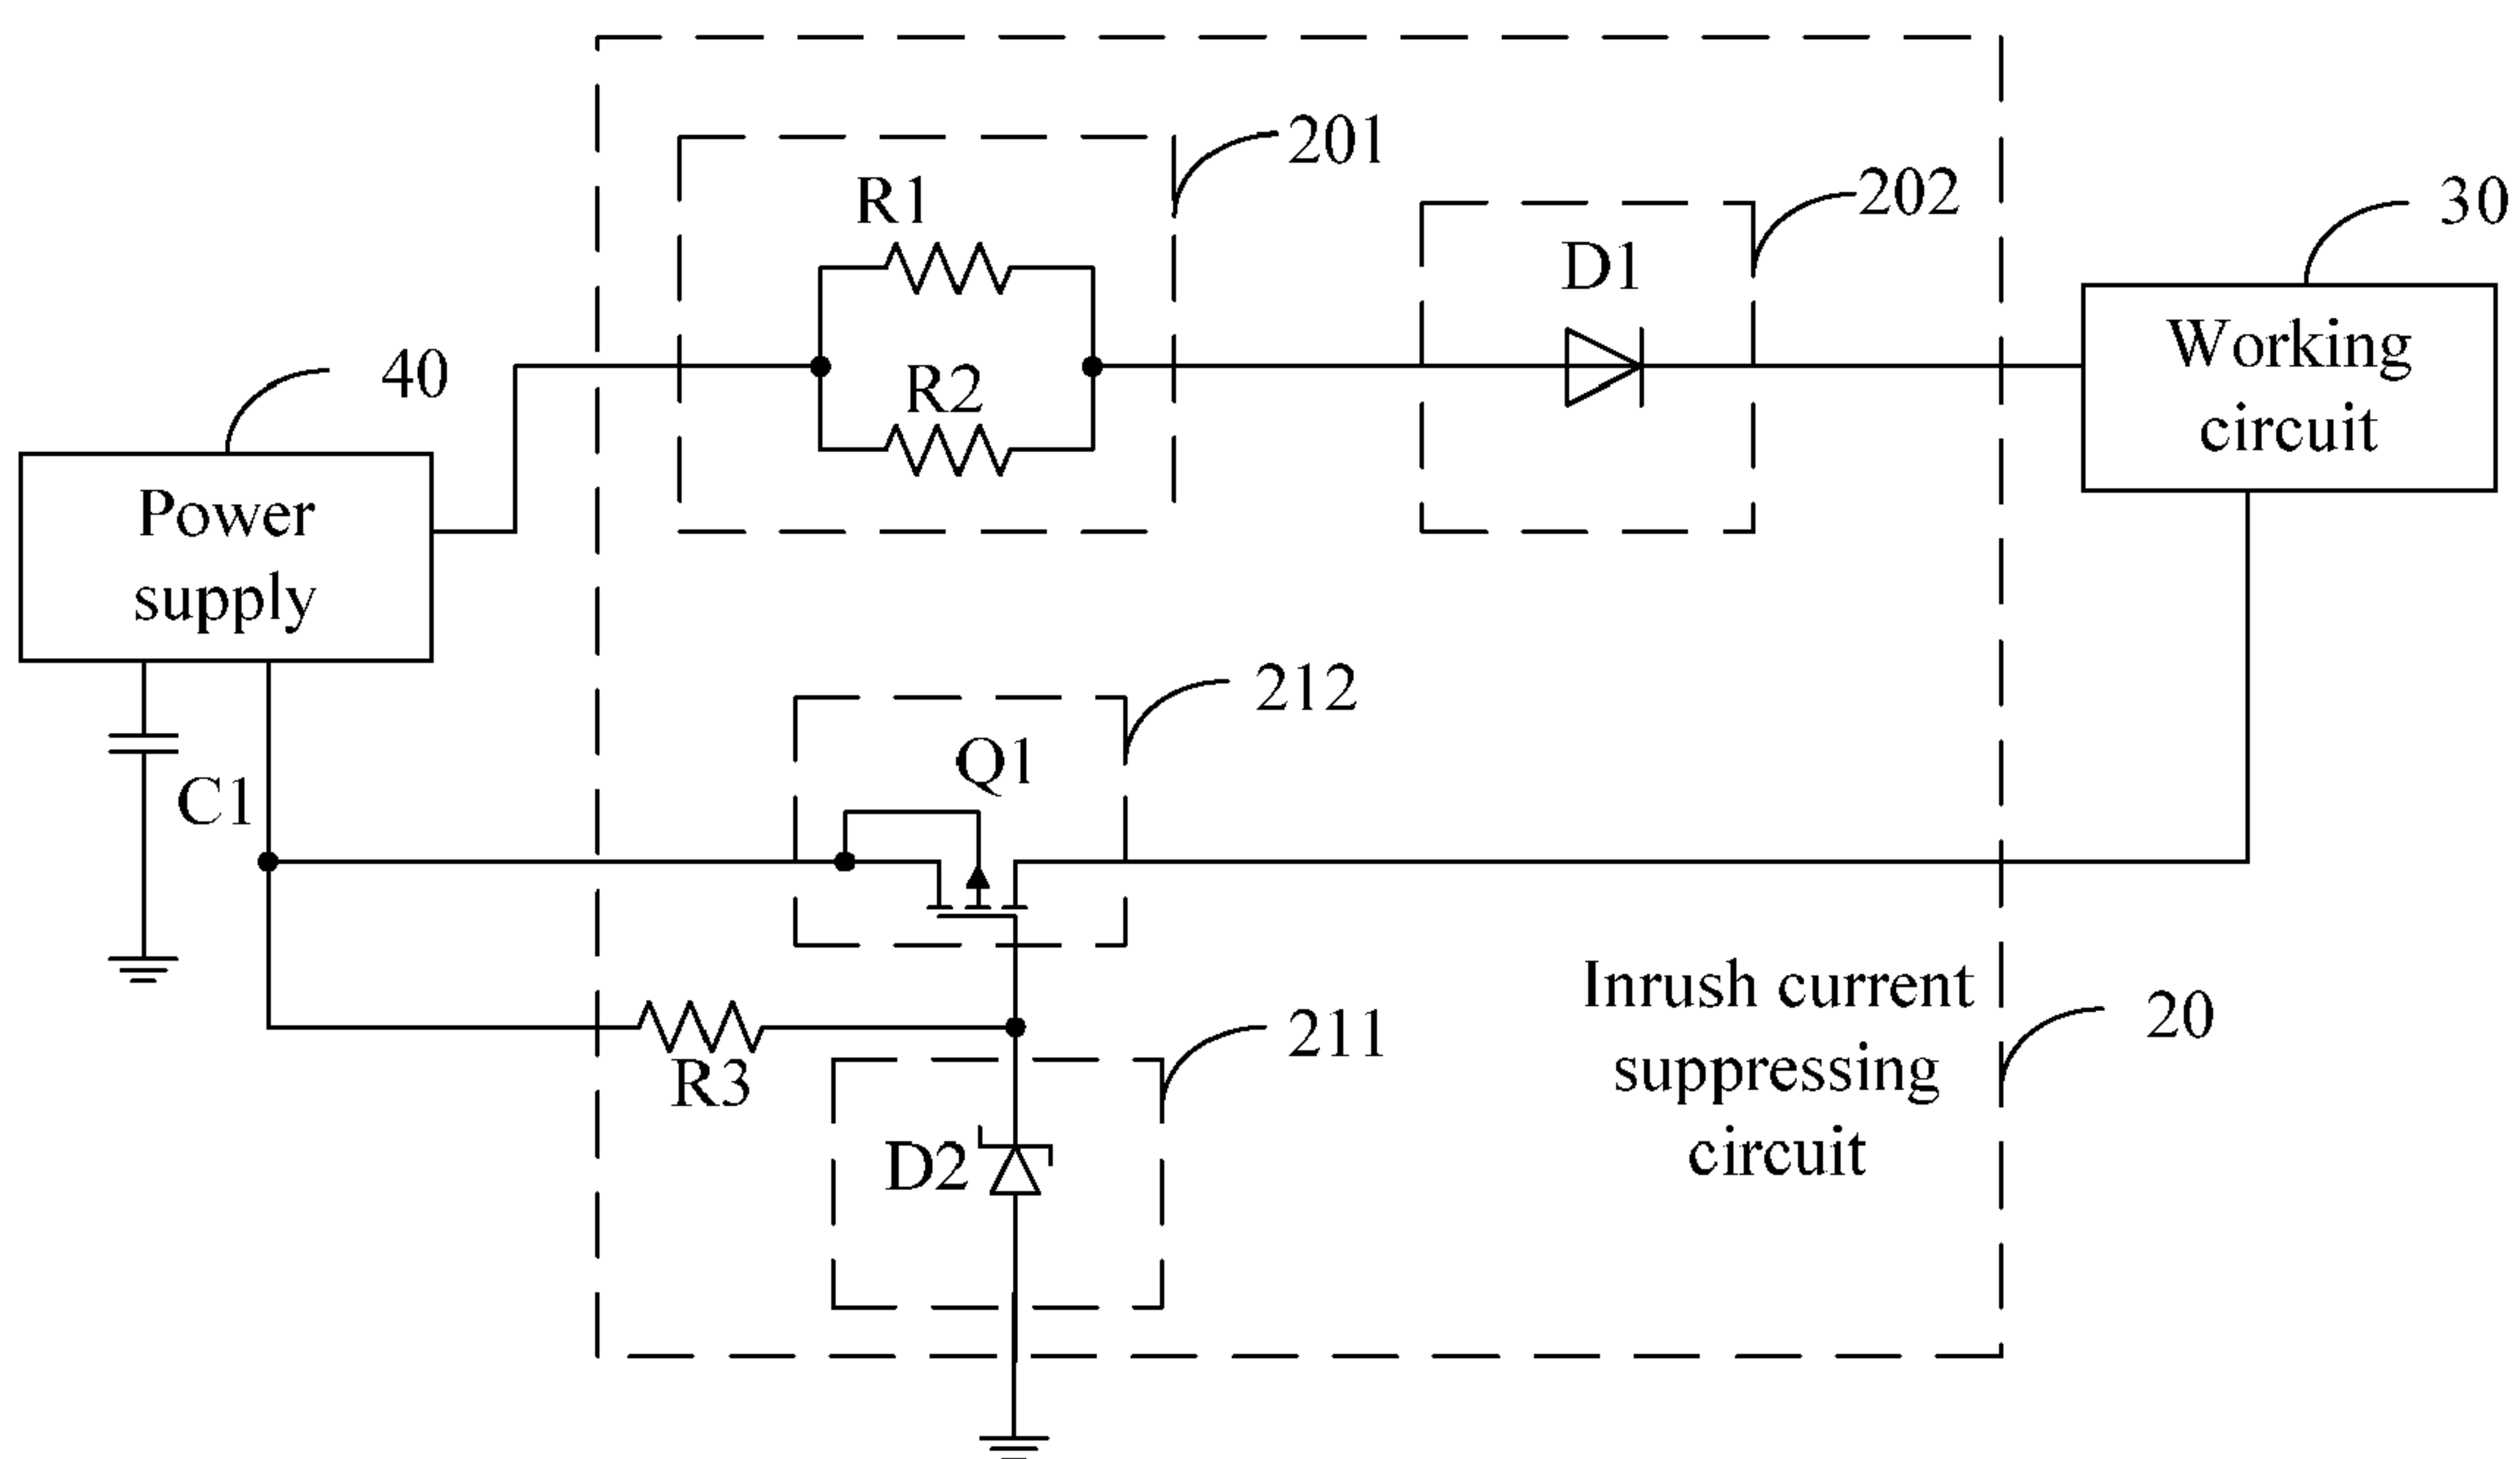 201
R1
202
30
D1
Working
circuit
R2
40
Power
supply
212
Q1
C1
Inrush current
suppressing
circuit
20
211
R3
D2